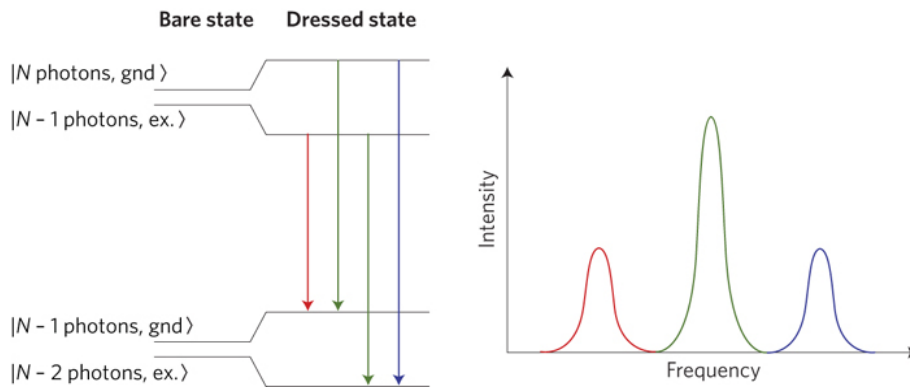 Bare state Dressed state
|N photons, gnd ⟩
|N – 1 photons, ex. ⟩
|N – 1 photons, gnd ⟩
|N – 2 photons, ex. ⟩
Intensity
Frequency